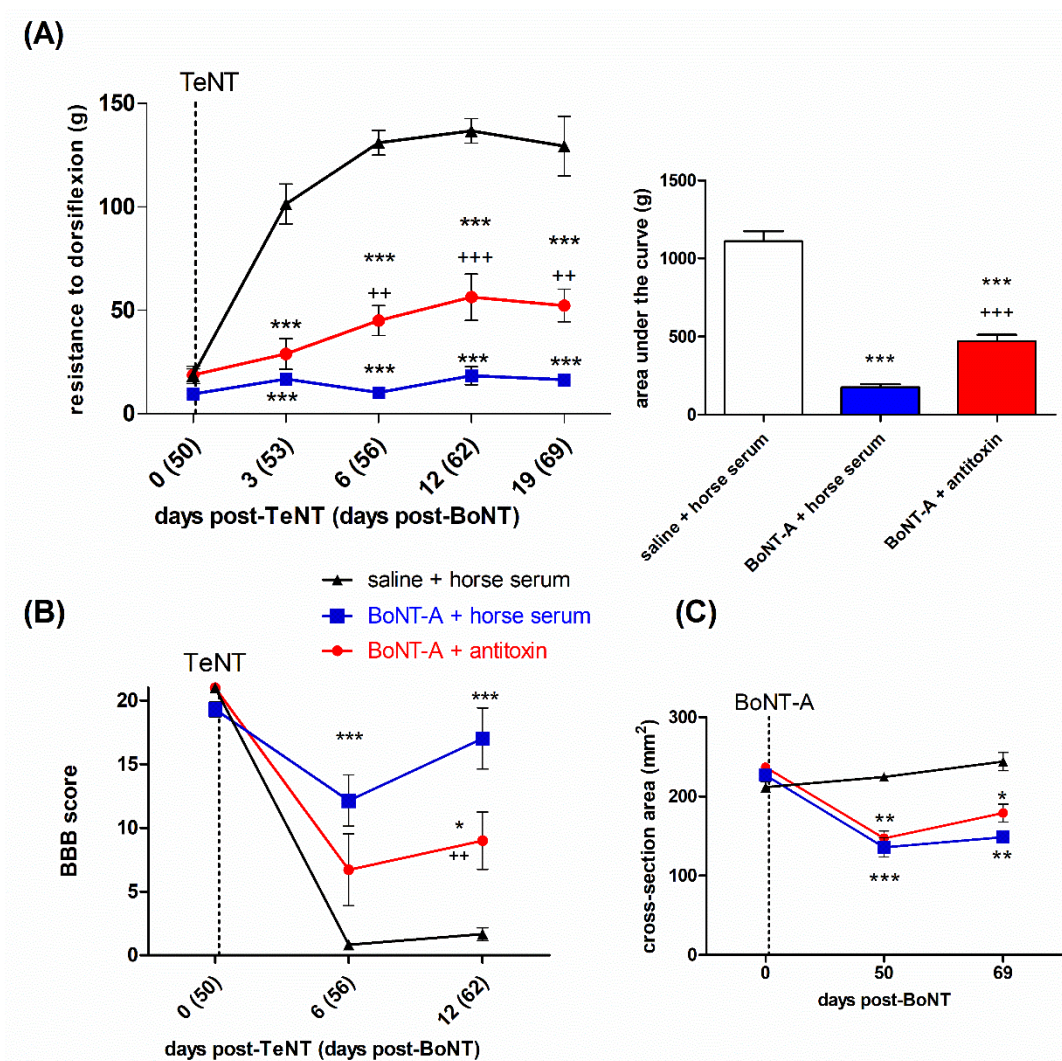 (A)
TeNT
resistance to dorsiflexion (g)
150
100
50
0
***
***
***
***
+++
***
++
***
++
***
***
***
0 (50)
3 (53)
6 (56)
12 (62)
19 (69)
days post-TeNT (days post-BoNT)
area under the curve (g)
1500
1000
500
0
***
***
+++
saline + horse serum
BoNT-A + horse serum
BoNT-A + antitoxin
saline + horse serum
BoNT-A + horse serum
BoNT-A + antitoxin
(B)
TeNT
BBB score
20
15
10
5
0
***
***
*
++
0 (50)
6 (56)
12 (62)
days post-TeNT (days post-BoNT)
(C)
BoNT-A
cross-section area (mm²)
300
200
100
0
**
***
*
**
0
50
69
days post-BoNT